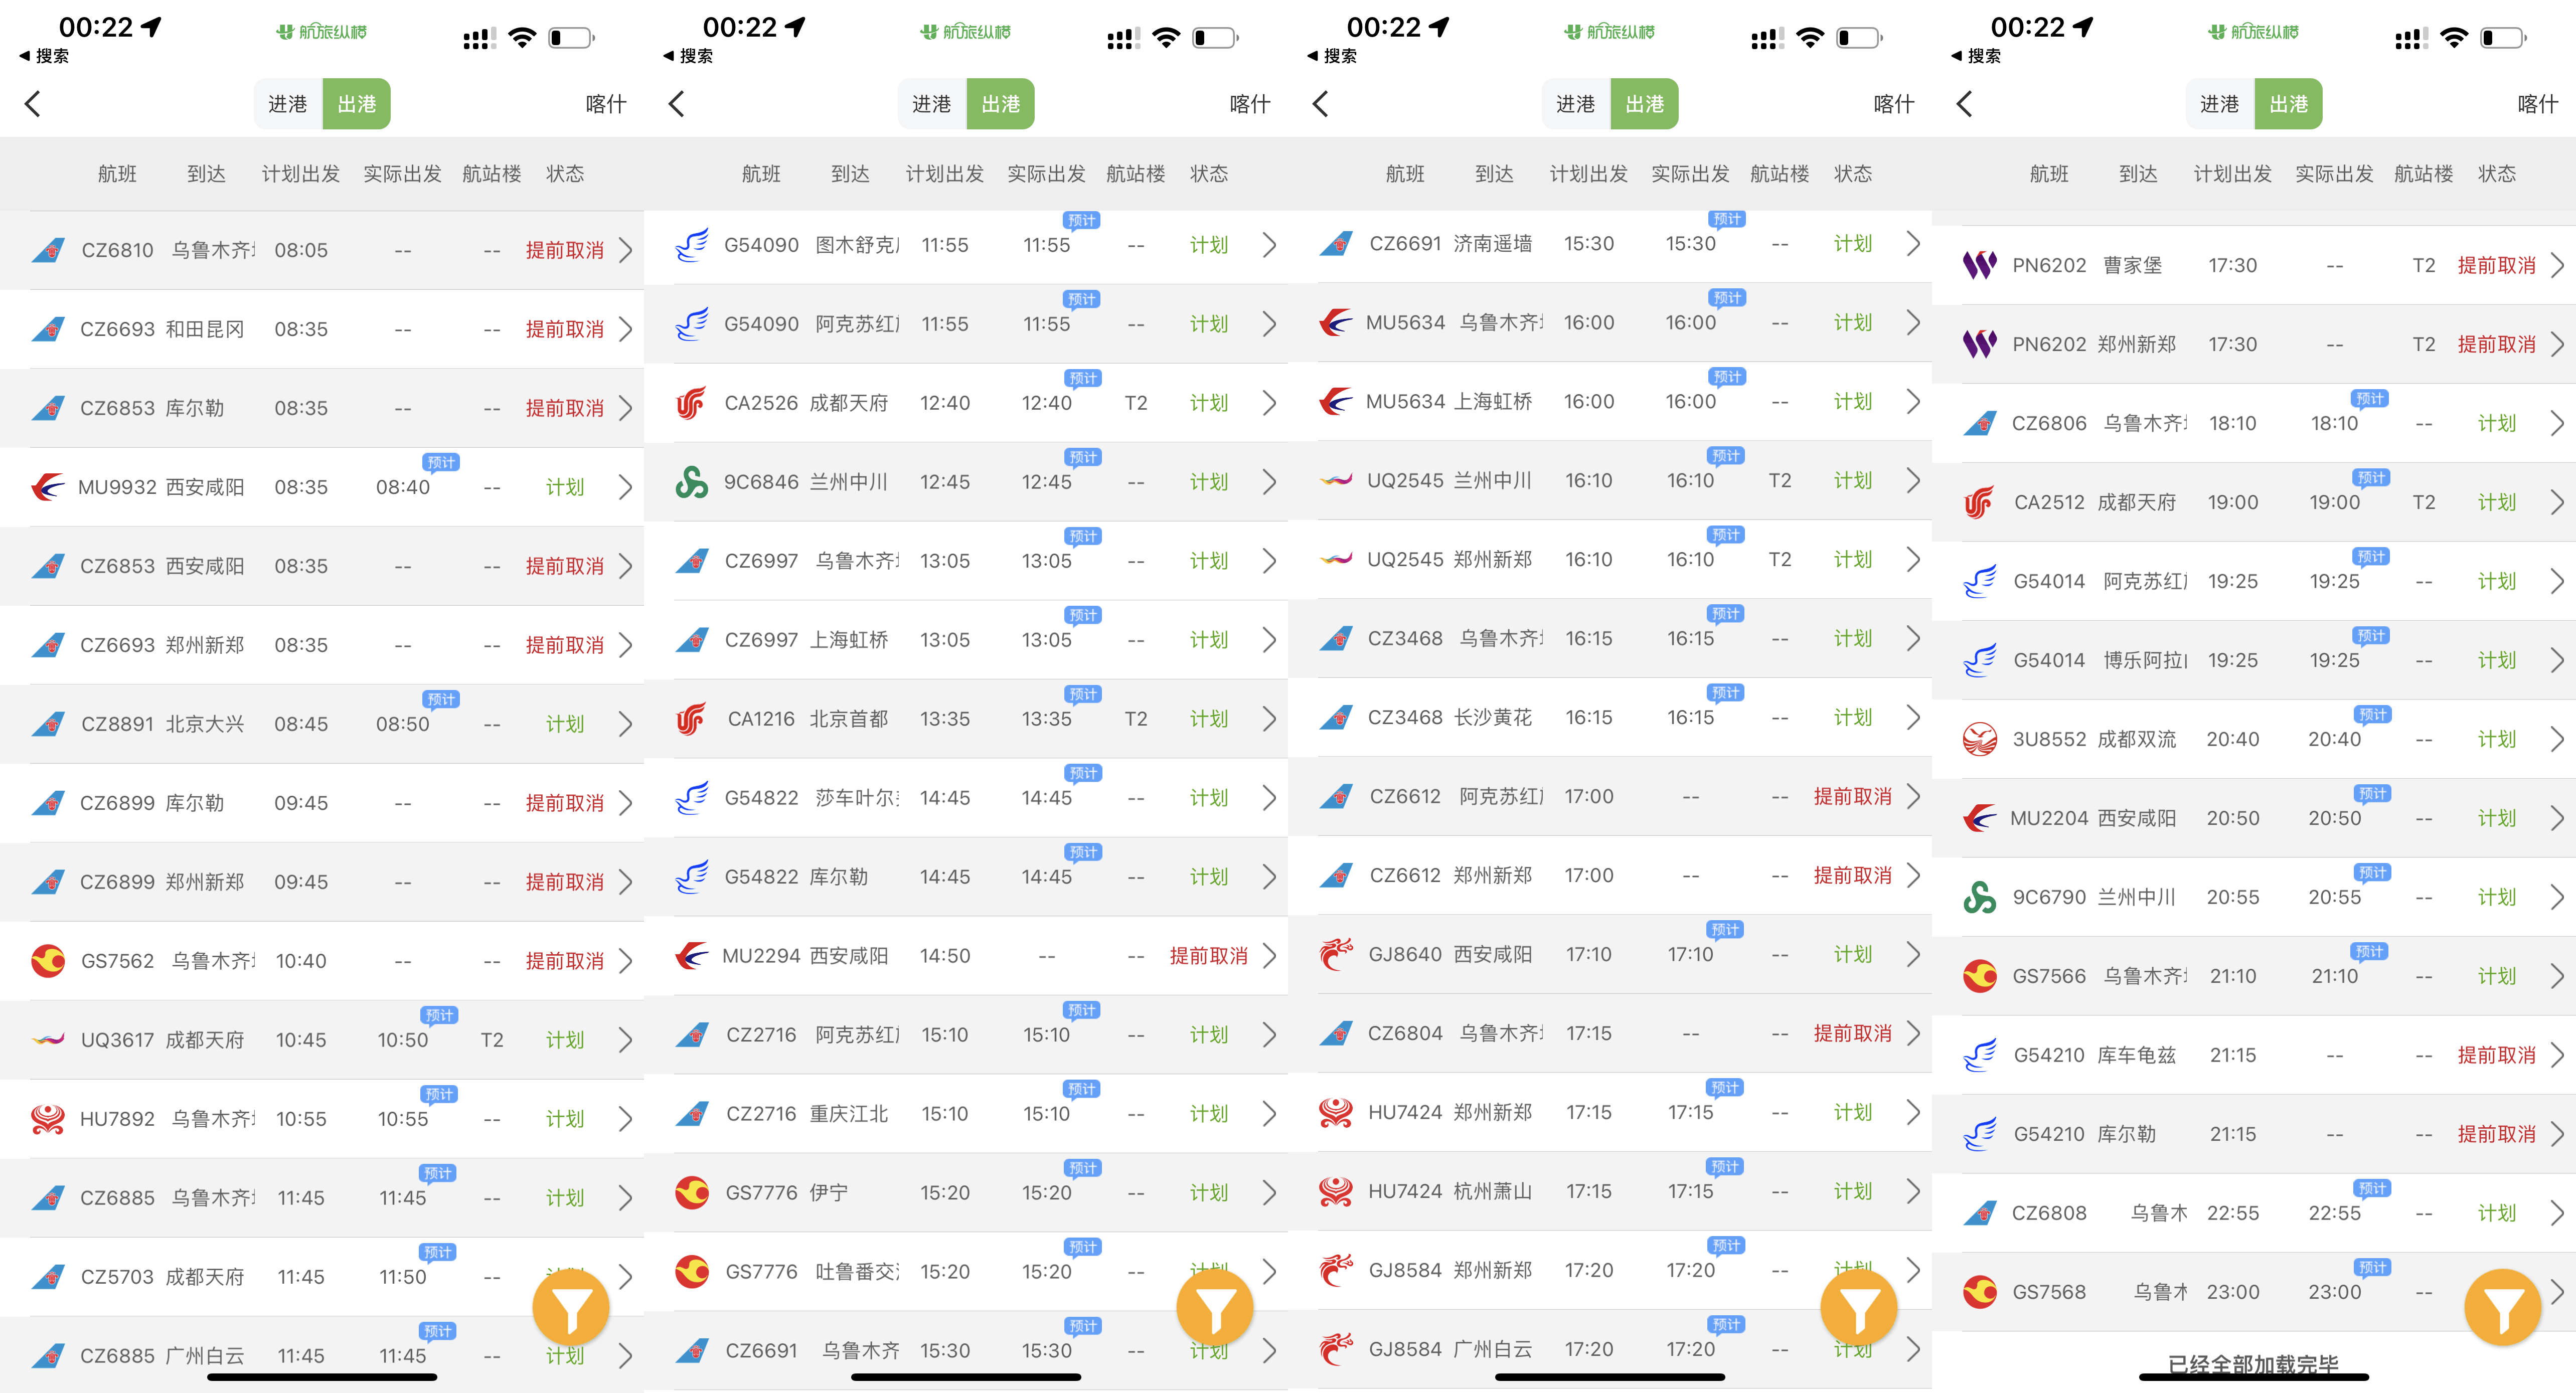 00:22 航旅纵横
◀ 搜索
进港 出港 喀什
航班 到达 计划出发 实际出发 航站楼 状态
CZ6810 乌鲁木齐 08:05 -- -- 提前取消
CZ6693 和田昆冈 08:35 -- -- 提前取消
CZ6853 库尔勒 08:35 -- -- 提前取消
预计
MU9932 西安咸阳 08:35 08:40 -- 计划
CZ6853 西安咸阳 08:35 -- -- 提前取消
CZ6693 郑州新郑 08:35 -- -- 提前取消
预计
CZ8891 北京大兴 08:45 08:50 -- 计划
CZ6899 库尔勒 09:45 -- -- 提前取消
CZ6899 郑州新郑 09:45 -- -- 提前取消
GS7562 乌鲁木齐 10:40 -- -- 提前取消
预计
UQ3617 成都天府 10:45 10:50 T2 计划
预计
HU7892 乌鲁木齐 10:55 10:55 -- 计划
预计
CZ6885 乌鲁木齐 11:45 11:45 -- 计划
预计
CZ5703 成都天府 11:45 11:50 --
预计
CZ6885 广州白云 11:45 11:45 -- 计划
00:22 航旅纵横
◀ 搜索
进港 出港 喀什
航班 到达 计划出发 实际出发 航站楼 状态
预计
G54090 图木舒克 11:55 11:55 -- 计划
预计
G54090 阿克苏红 11:55 11:55 -- 计划
预计
CA2526 成都天府 12:40 12:40 T2 计划
预计
9C6846 兰州中川 12:45 12:45 -- 计划
预计
CZ6997 乌鲁木齐 13:05 13:05 -- 计划
预计
CZ6997 上海虹桥 13:05 13:05 -- 计划
预计
CA1216 北京首都 13:35 13:35 T2 计划
预计
G54822 莎车叶尔 14:45 14:45 -- 计划
预计
G54822 库尔勒 14:45 14:45 -- 计划
MU2294 西安咸阳 14:50 -- -- 提前取消
预计
CZ2716 阿克苏红 15:10 15:10 -- 计划
预计
CZ2716 重庆江北 15:10 15:10 -- 计划
预计
GS7776 伊宁 15:20 15:20 -- 计划
预计
GS7776 吐鲁番交 15:20 15:20 --
预计
CZ6691 乌鲁木齐 15:30 15:30 -- 计划
00:22 航旅纵横
◀ 搜索
进港 出港 喀什
航班 到达 计划出发 实际出发 航站楼 状态
预计
CZ6691 济南遥墙 15:30 15:30 -- 计划
预计
MU5634 乌鲁木齐 16:00 16:00 -- 计划
预计
MU5634 上海虹桥 16:00 16:00 -- 计划
预计
UQ2545 兰州中川 16:10 16:10 T2 计划
预计
UQ2545 郑州新郑 16:10 16:10 T2 计划
预计
CZ3468 乌鲁木齐 16:15 16:15 -- 计划
预计
CZ3468 长沙黄花 16:15 16:15 -- 计划
CZ6612 阿克苏红 17:00 -- -- 提前取消
CZ6612 郑州新郑 17:00 -- -- 提前取消
预计
GJ8640 西安咸阳 17:10 17:10 -- 计划
CZ6804 乌鲁木齐 17:15 -- -- 提前取消
预计
HU7424 郑州新郑 17:15 17:15 -- 计划
预计
HU7424 杭州萧山 17:15 17:15 -- 计划
预计
GJ8584 郑州新郑 17:20 17:20 --
预计
GJ8584 广州白云 17:20 17:20 -- 计划
00:22 航旅纵横
◀ 搜索
进港 出港 喀什
航班 到达 计划出发 实际出发 航站楼 状态
PN6202 曹家堡 17:30 -- T2 提前取消
PN6202 郑州新郑 17:30 -- T2 提前取消
预计
CZ6806 乌鲁木齐 18:10 18:10 -- 计划
预计
CA2512 成都天府 19:00 19:00 T2 计划
预计
G54014 阿克苏红 19:25 19:25 -- 计划
预计
G54014 博乐阿拉 19:25 19:25 -- 计划
预计
3U8552 成都双流 20:40 20:40 -- 计划
预计
MU2204 西安咸阳 20:50 20:50 -- 计划
预计
9C6790 兰州中川 20:55 20:55 -- 计划
预计
GS7566 乌鲁木齐 21:10 21:10 -- 计划
G54210 库车龟兹 21:15 -- -- 提前取消
G54210 库尔勒 21:15 -- -- 提前取消
预计
CZ6808 乌鲁木 22:55 22:55 -- 计划
预计
GS7568 乌鲁木 23:00 23:00 --
已经全部加载完毕